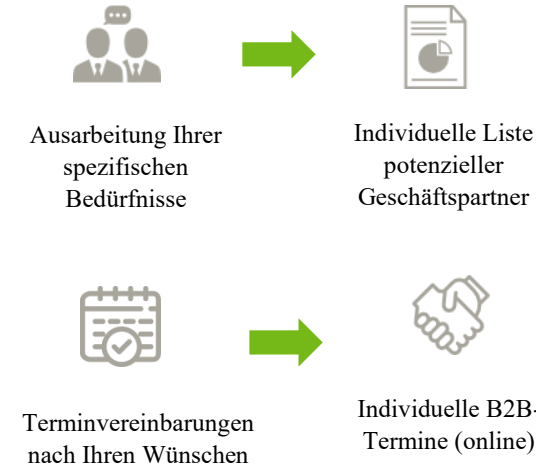 Ausarbeitung Ihrer
spezifischen
Bedürfnisse
Individuelle Liste
potenzieller
Geschäftspartner
Terminvereinbarungen
nach Ihren Wünschen
Individuelle B2B-
Termine (online)